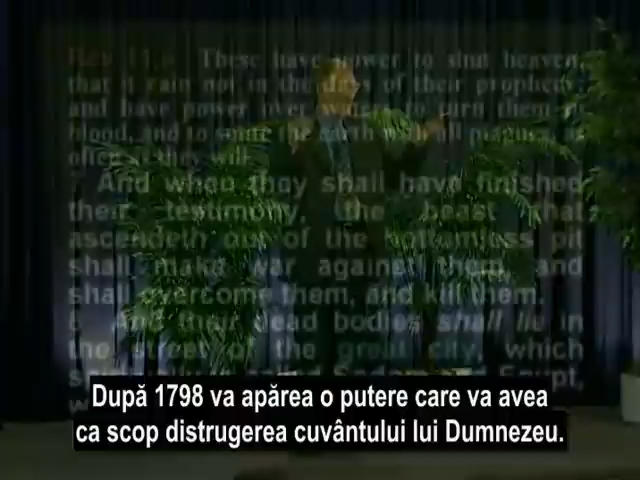 Rev 11:6 These have power to shut heaven,
that it rain not in the days of their prophecy:
and have power over waters to turn them to
blood, and to smite the earth with all plagues, as
often as they will.
And when they shall have finished
their testimony, the beast that
ascendeth out of the bottomless pit
shall make war against them, and
shall overcome them, and kill them.
8 And their dead bodies shall lie in
the street of the great city, which
Sodom and Egypt,
După 1798 va apărea o putere care va avea
ca scop distrugerea cuvântului lui Dumnezeu.